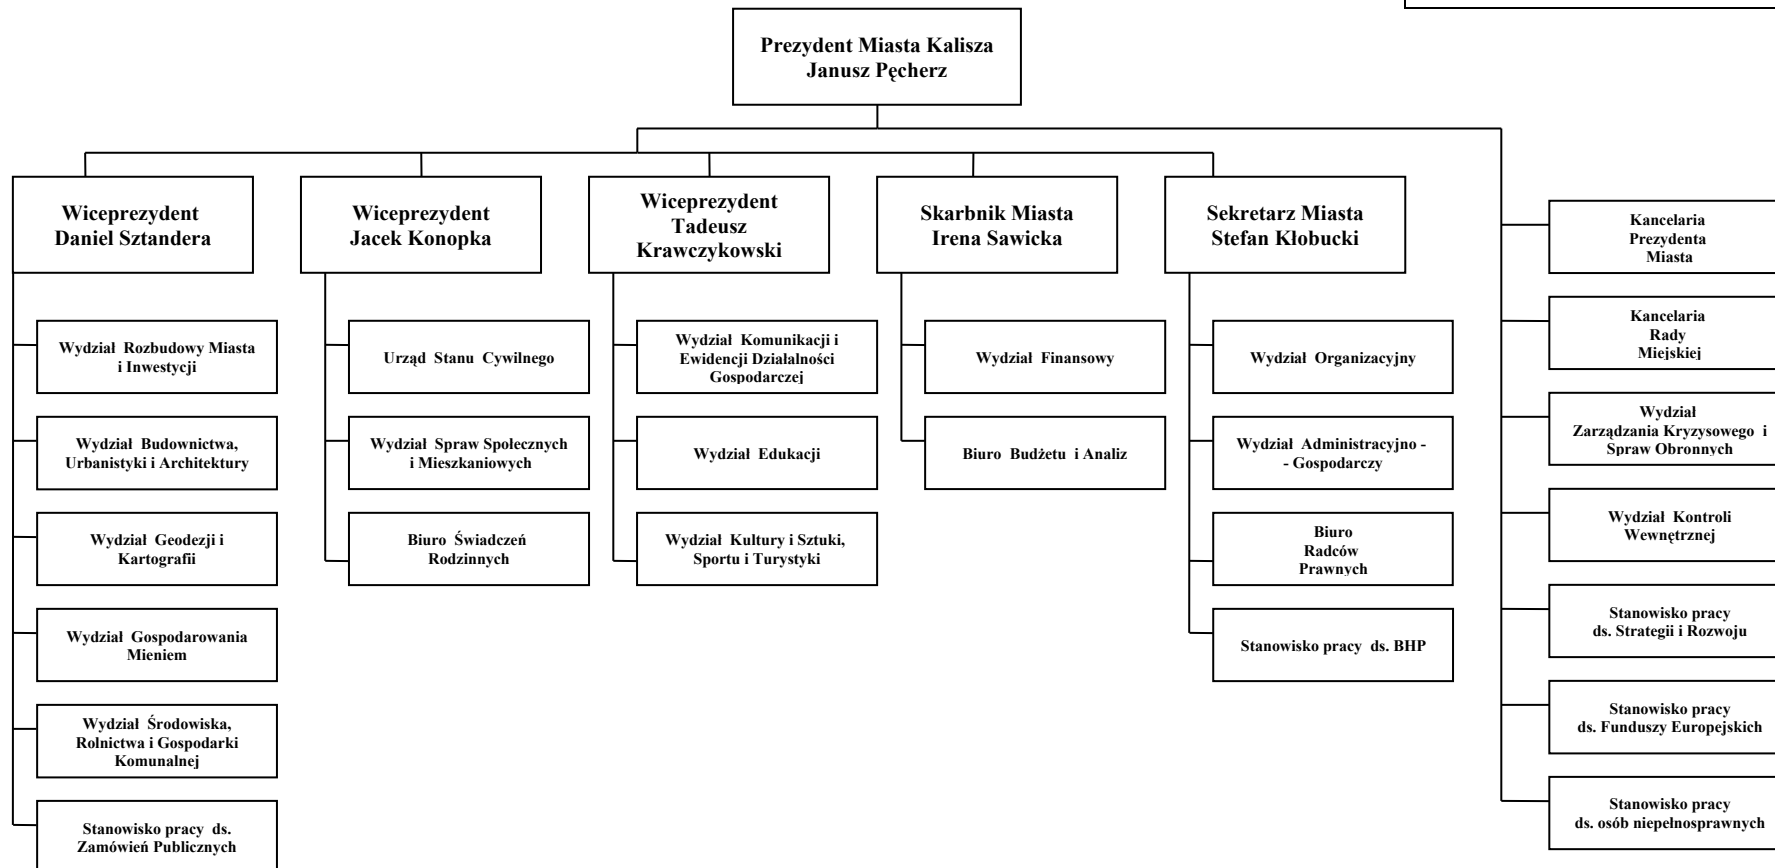 Prezydent Miasta Kalisza
Janusz Pęcherz
Wiceprezydent
Daniel Sztandera
Wiceprezydent
Jacek Konopka
Wiceprezydent
Tadeusz
Krawczykowski
Skarbnik Miasta
Irena Sawicka
Sekretarz Miasta
Stefan Kłobucki
Wydział Rozbudowy Miasta
i Inwestycji
Wydział Budownictwa,
Urbanistyki i Architektury
Wydział Geodezji i
Kartografii
Wydział Gospodarowania
Mieniem
Wydział Środowiska,
Rolnictwa i Gospodarki
Komunalnej
Stanowisko pracy ds.
Zamówień Publicznych
Urząd Stanu Cywilnego
Wydział Spraw Społecznych
i Mieszkaniowych
Biuro Świadczeń
Rodzinnych
Wydział Komunikacji i
Ewidencji Działalności
Gospodarczej
Wydział Edukacji
Wydział Kultury i Sztuki,
Sportu i Turystyki
Wydział Finansowy
Biuro Budżetu i Analiz
Wydział Organizacyjny
Wydział Administracyjno -
- Gospodarczy
Biuro
Radców
Prawnych
Stanowisko pracy ds. BHP
Kancelaria
Prezydenta
Miasta
Kancelaria
Rady
Miejskiej
Wydział
Zarządzania Kryzysowego i
Spraw Obronnych
Wydział Kontroli
Wewnętrznej
Stanowisko pracy
ds. Strategii i Rozwoju
Stanowisko pracy
ds. Funduszy Europejskich
Stanowisko pracy
ds. osób niepełnosprawnych